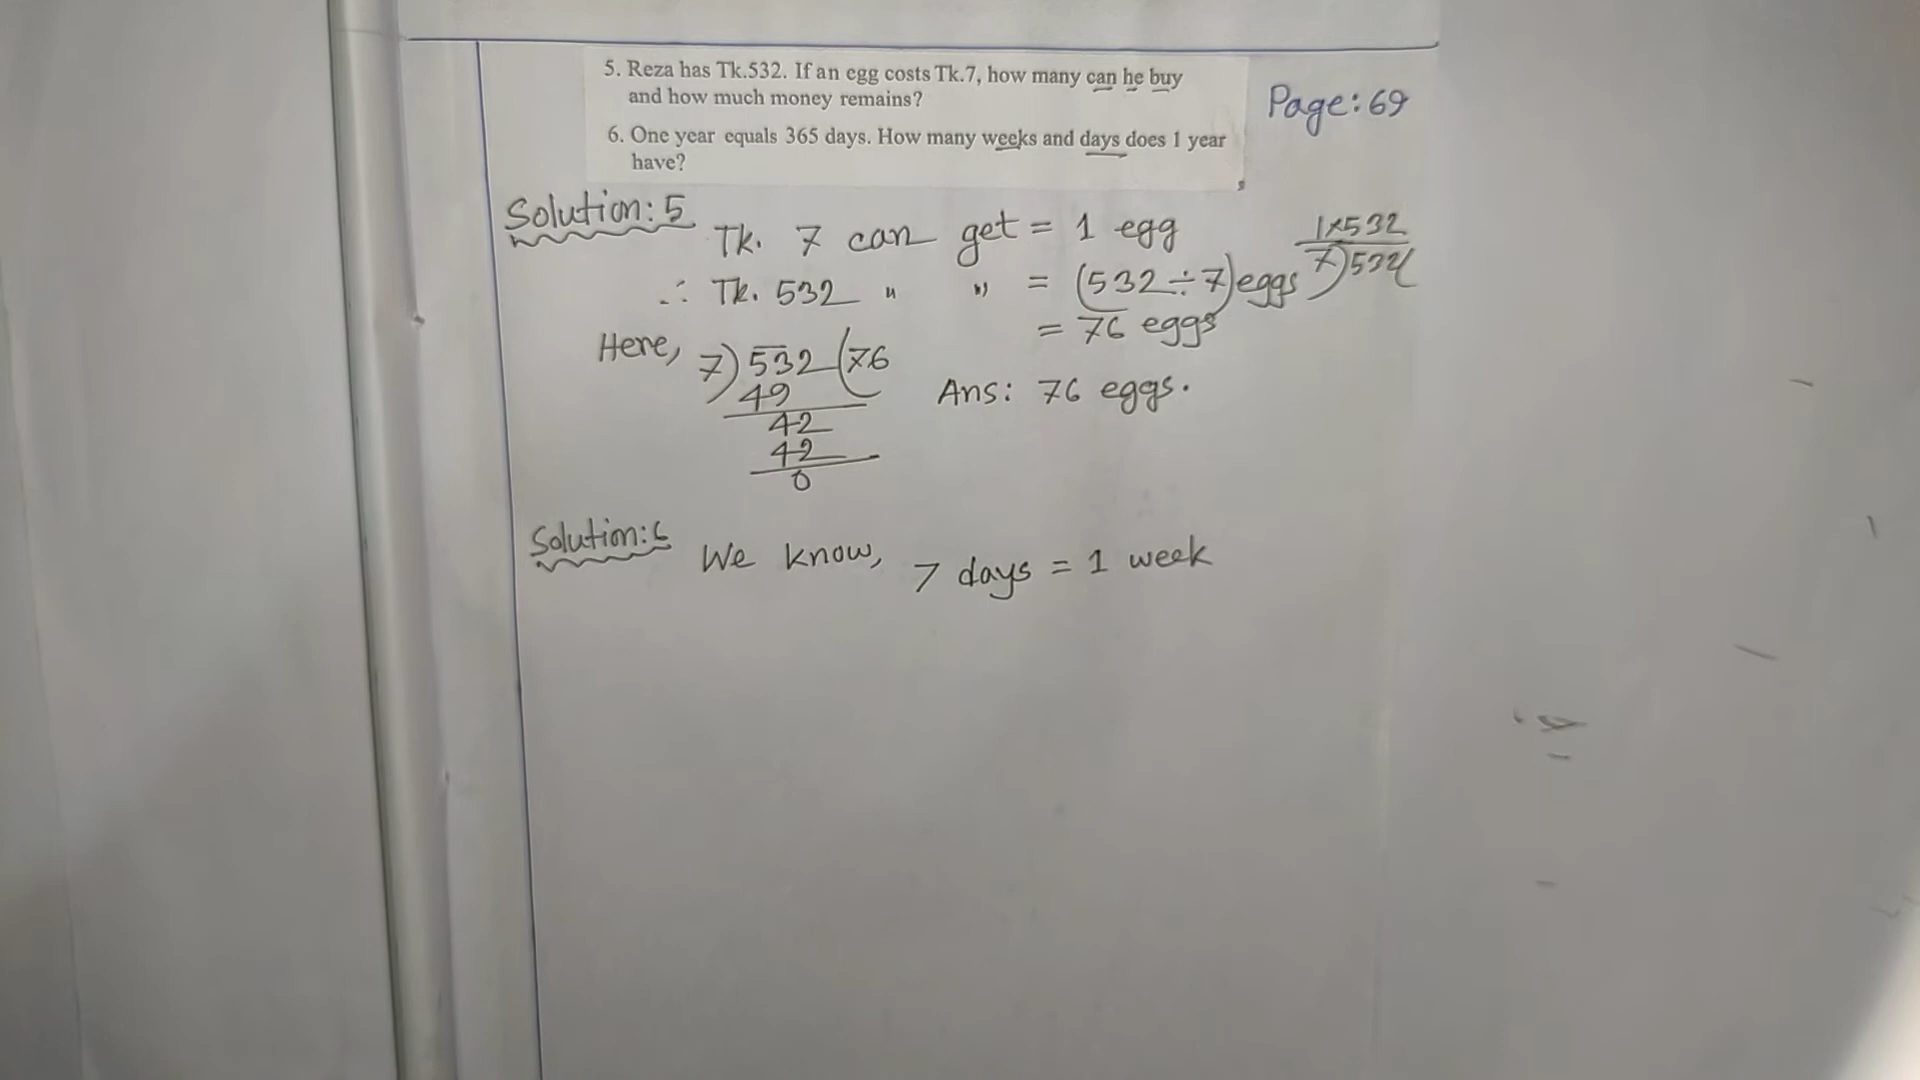 5. Reza has Tk.532. If an egg costs Tk.7, how many can he buy
and how much money remains?
6. One year equals 365 days. How many weeks and days does 1 year
have?
Page: 69
Solution: 5
Tk. 7 can get = 1 egg
∴ Tk. 532 " " = (532 ÷ 7) eggs
= 76 eggs
1×532
7)532(
Here, 7) 532 (76
49
42
42
0
Ans: 76 eggs.
Solution: 6
We know, 7 days = 1 week